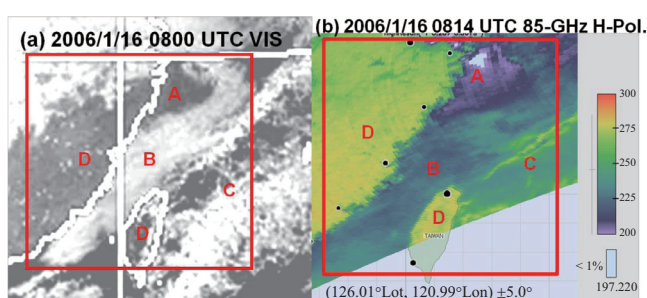 (a) 2006/1/16 0800 UTC VIS
A
D
B
C
D
(b) 2006/1/16 0814 UTC 85-GHz H-Pol.
A
D
B
C
D
TAIWAN
(126.01°Lot, 120.99°Lon) ±5.0°
300
275
250
225
200
< 1%
197.220